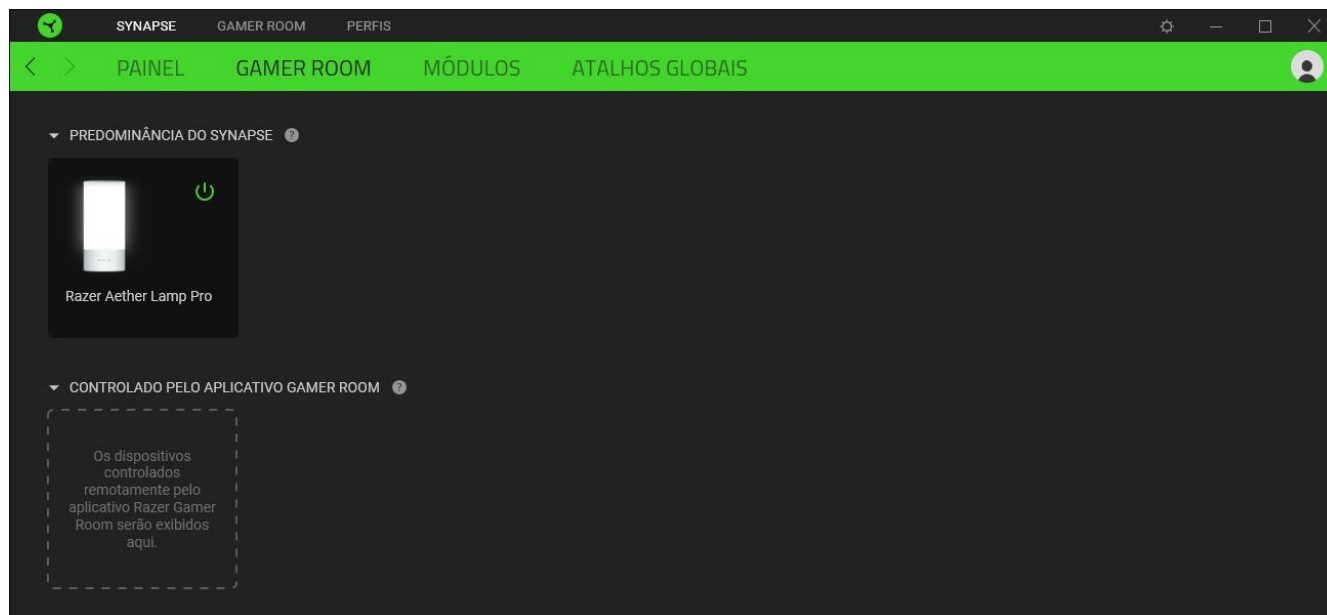 SYNAPSE GAMER ROOM PERFIS
PAINEL GAMER ROOM MÓDULOS ATALHOS GLOBAIS
PREDOMINÂNCIA DO SYNAPSE ?
Razer Aether Lamp Pro
CONTROLADO PELO APLICATIVO GAMER ROOM ?
Os dispositivos
controlados
remotamente pelo
aplicativo Razer Gamer
Room serão exibidos
aqui.